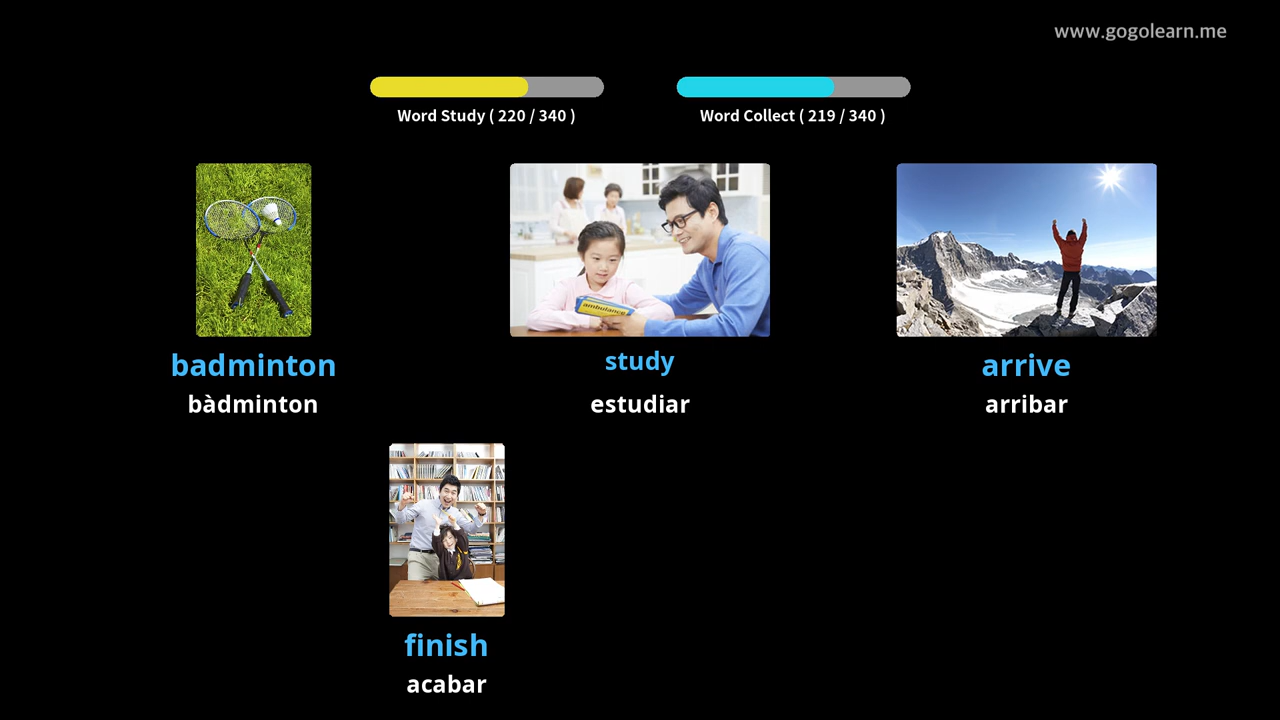 www.gogolearn.me
Word Study ( 220 / 340 )
Word Collect ( 219 / 340 )
ambulance
badminton
study
arrive
bàdminton
estudiar
arribar
finish
acabar